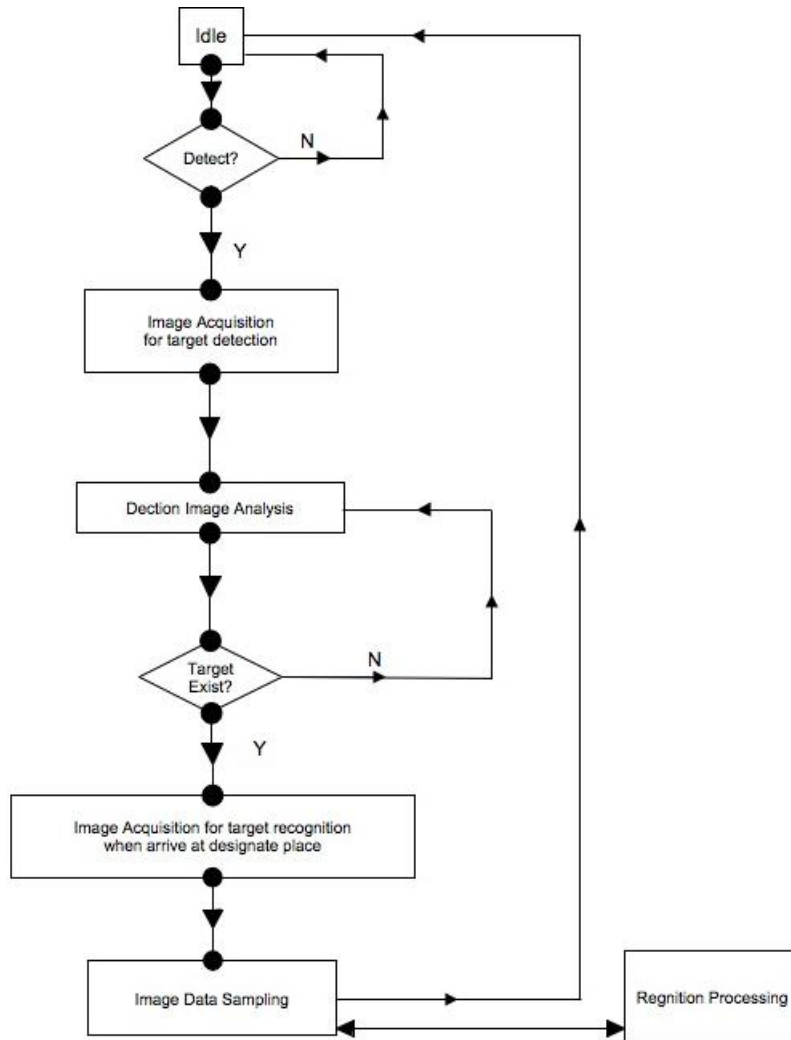 Idle
Detect?
N
Y
Image Acquisition
for target detection
Dection Image Analysis
Target
Exist?
N
Y
Image Acquisition for target recognition
when arrive at designate place
Image Data Sampling
Regnition Processing